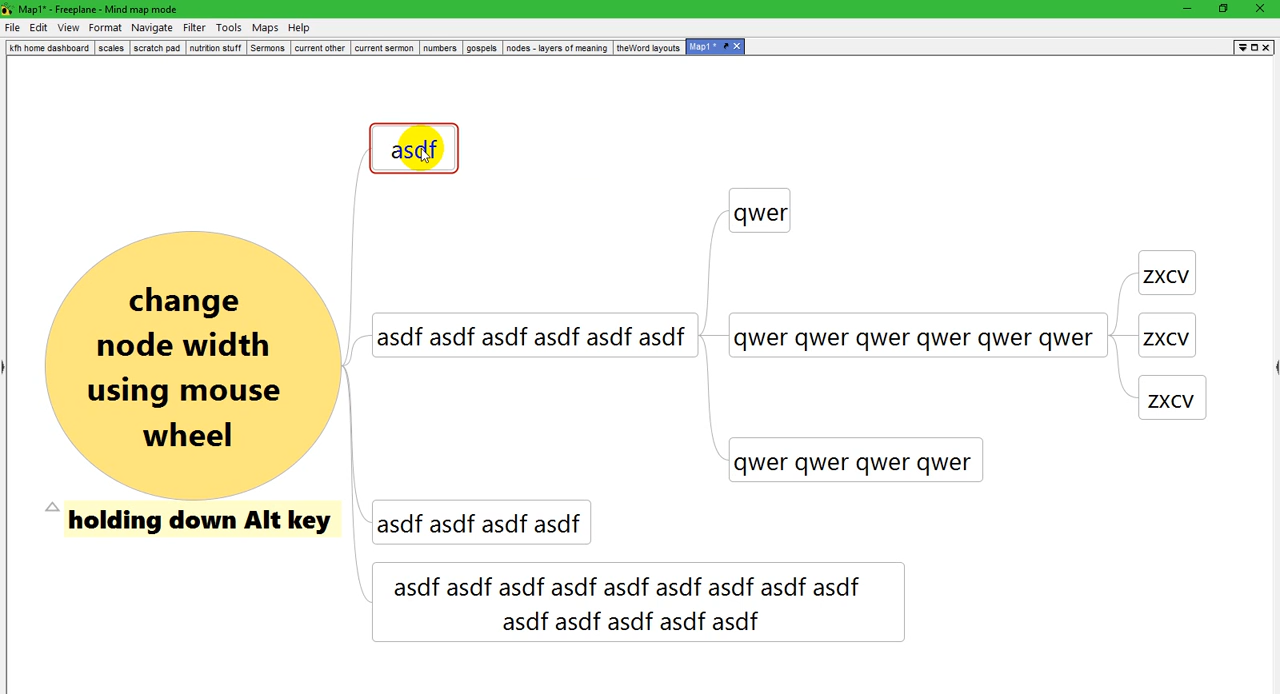 Map1* - Freeplane - Mind map mode
File Edit View Format Navigate Filter Tools Maps Help
kfh home dashboard scales scratch pad nutrition stuff Sermons current other current sermon numbers gospels nodes - layers of meaning theWord layouts Map1 *
asdf
qwer
change
node width
using mouse
wheel
holding down Alt key
asdf asdf asdf asdf asdf asdf
qwer qwer qwer qwer qwer qwer
zxcv
zxcv
zxcv
qwer qwer qwer qwer
asdf asdf asdf asdf
asdf asdf asdf asdf asdf asdf asdf asdf asdf
asdf asdf asdf asdf asdf